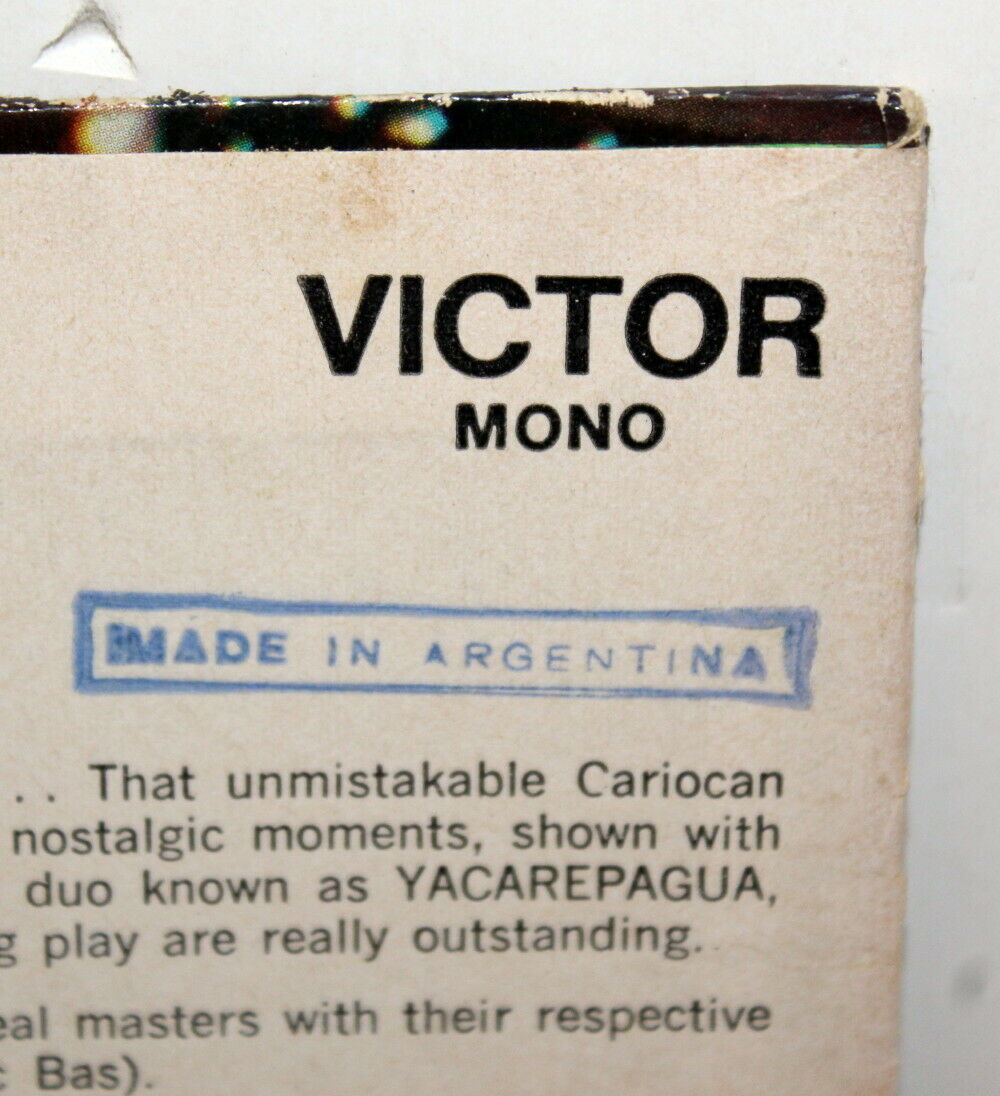 VICTOR
MONO
MADE IN ARGENTINA
. . That unmistakable Cariocan
nostalgic moments, shown with
duo known as YACAREPAGUA,
play are really outstanding.
masters with their respective
Bas).